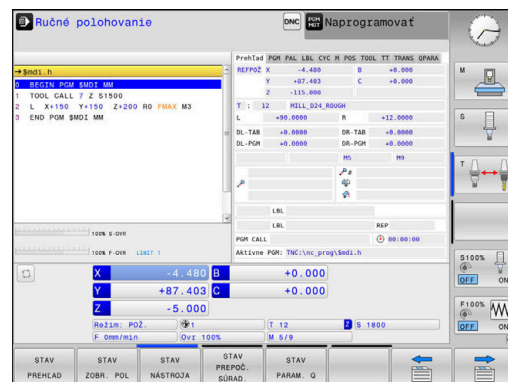 Ručné polohovanie
DNC
PGM MGT
Naprogramovať
→$mdi.h
0 BEGIN PGM $MDI MM
1 TOOL CALL 7 Z S1500
2 L X+150 Y+150 Z+200 R0 FMAX M3
3 END PGM $MDI MM
100% S-OVR
100% F-OVR LIMIT 1
Prehľad PGM PAL LBL CYC M POS TOOL TT TRANS QPARA
REFPOŽ X -4.480 B +0.000
Y +87.403 C +0.000
Z -115.000
T : 12 MILL_D24_ROUGH
L +90.0000 R +12.0000
DL-TAB +0.0000 DR-TAB +0.0000
DL-PGM +0.0000 DR-PGM +0.0000
M5 M9
LBL
LBL REP
PGM CALL 00:00:00
Aktívne PGM: TNC:\nc_prog\$mdi.h
X -4.480 B +0.000
Y +87.403 C +0.000
Z -5.000
Režim: POŽ. 1 T 12 Z S 1800
F 0mm/min Ovr 100% M 5/9
M
S
T
S100%
OFF ON
F100%
OFF ON
STAV PREHĽAD
STAV ZOBR. POL
STAV NÁSTROJA
STAV PREPOČ. SÚRAD.
STAV PARAM. Q